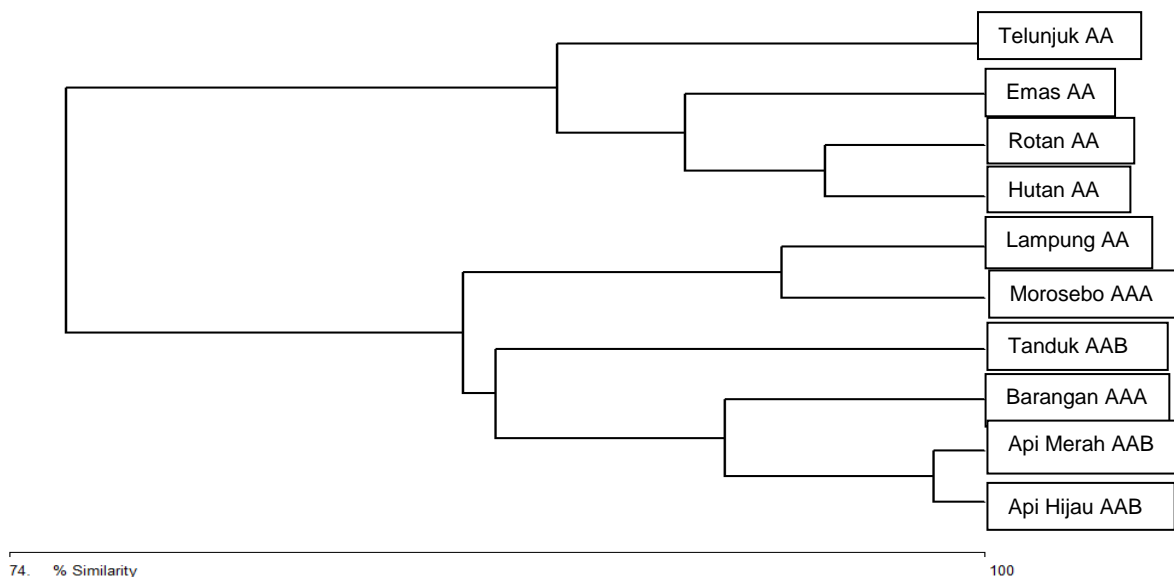 Telunjuk AA
Emas AA
Rotan AA
Hutan AA
Lampung AA
Morosebo AAA
Tanduk AAB
Barangan AAA
Api Merah AAB
Api Hijau AAB
74. % Similarity 100